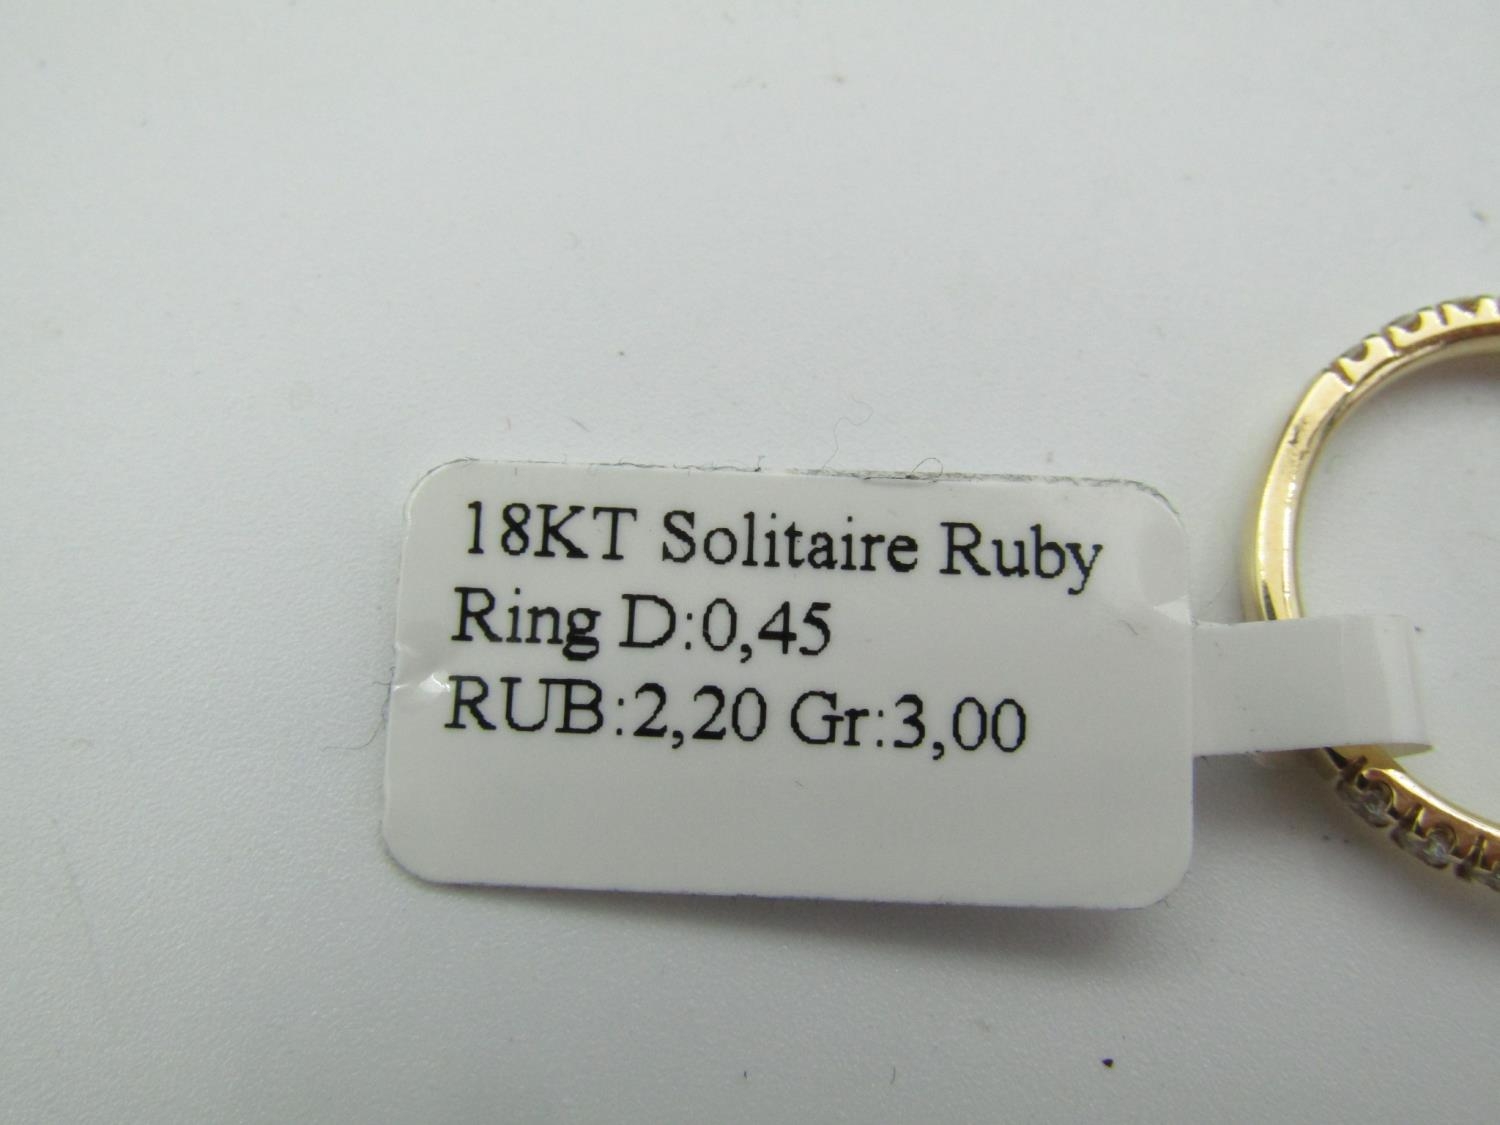 18KT Solitaire Ruby
Ring D:0,45
RUB:2,20 Gr:3,00